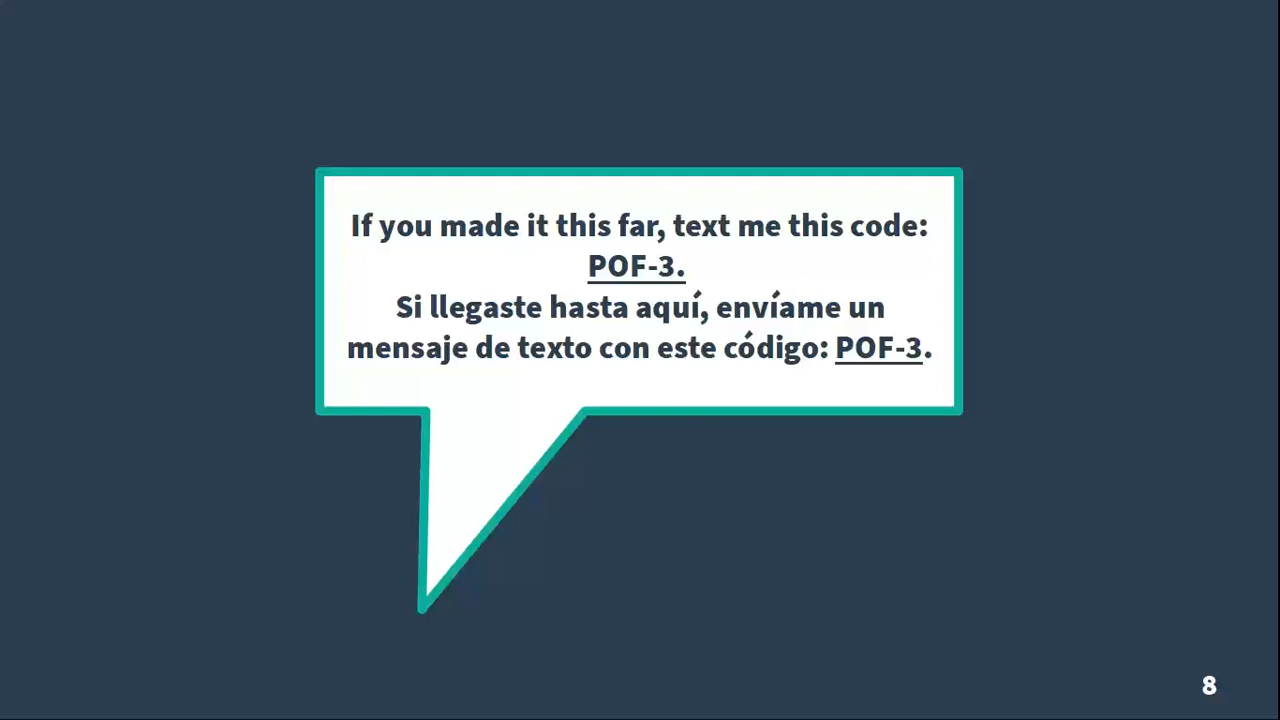 If you made it this far, text me this code:
POF-3.
Si llegaste hasta aquí, envíame un
mensaje de texto con este código: POF-3.
8